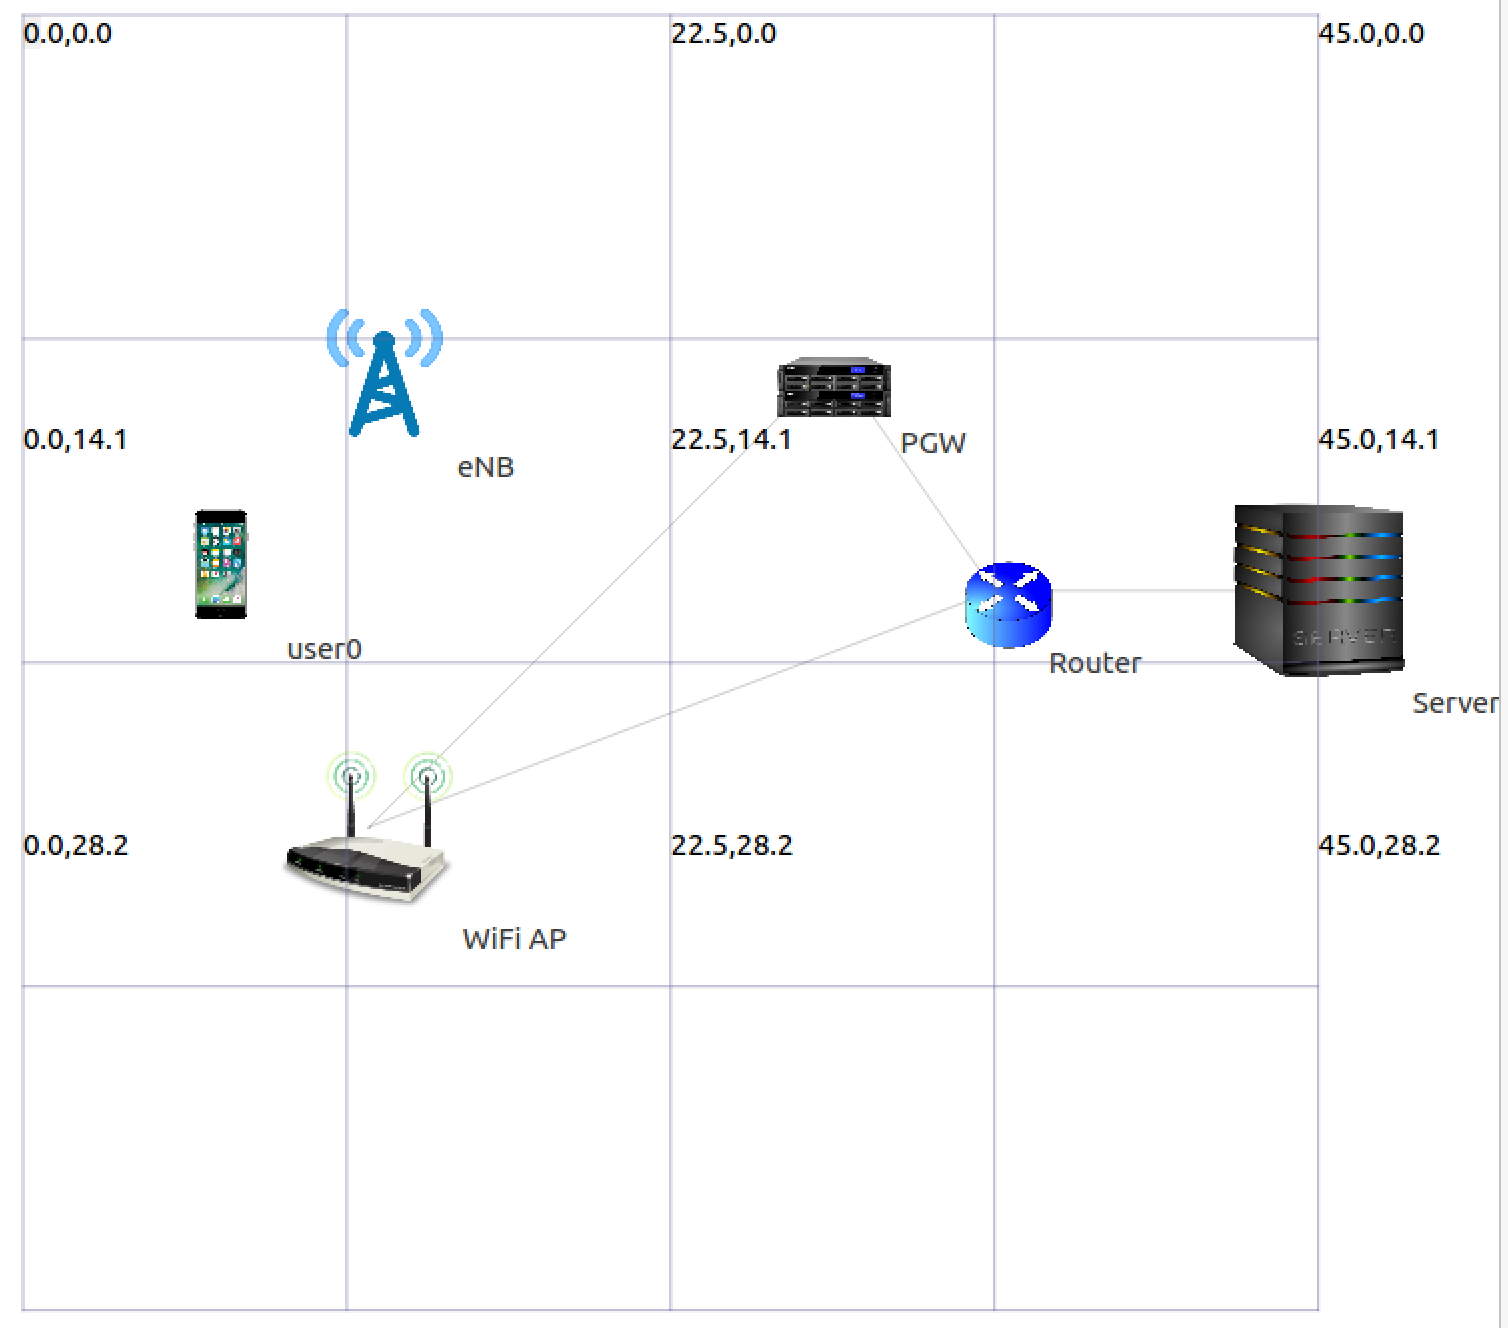 0.0,0.0
22.5,0.0
45.0,0.0
0.0,14.1
22.5,14.1
45.0,14.1
PGW
eNB
SERVER
user0
Router
Server
0.0,28.2
22.5,28.2
45.0,28.2
WiFi AP